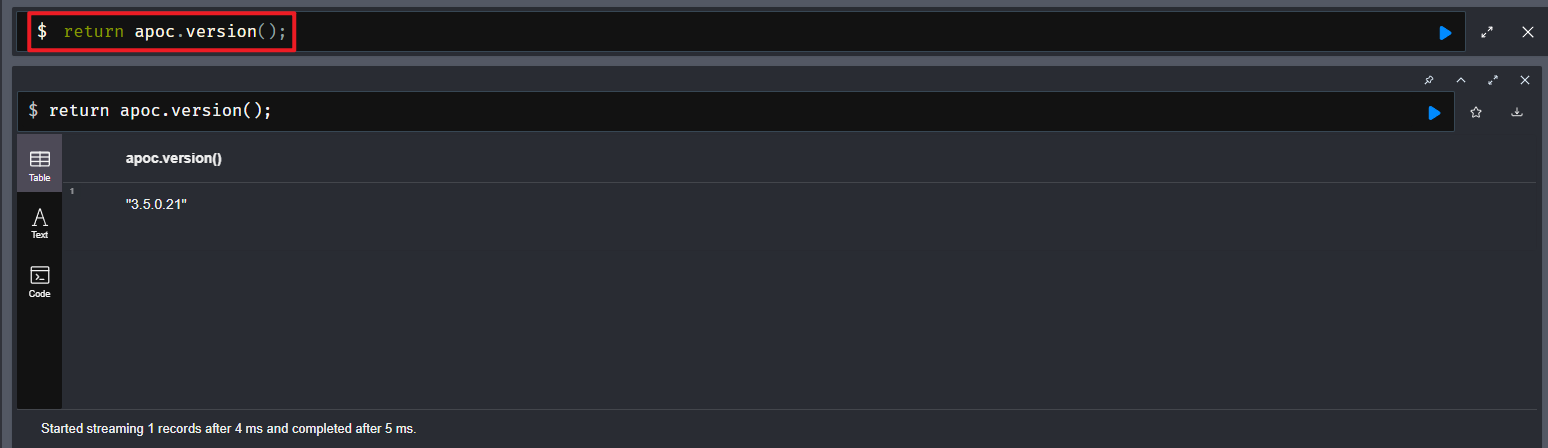 $ return apoc.version();
$ return apoc.version();
Table
apoc.version()
1
"3.5.0.21"
Text
Code
Started streaming 1 records after 4 ms and completed after 5 ms.